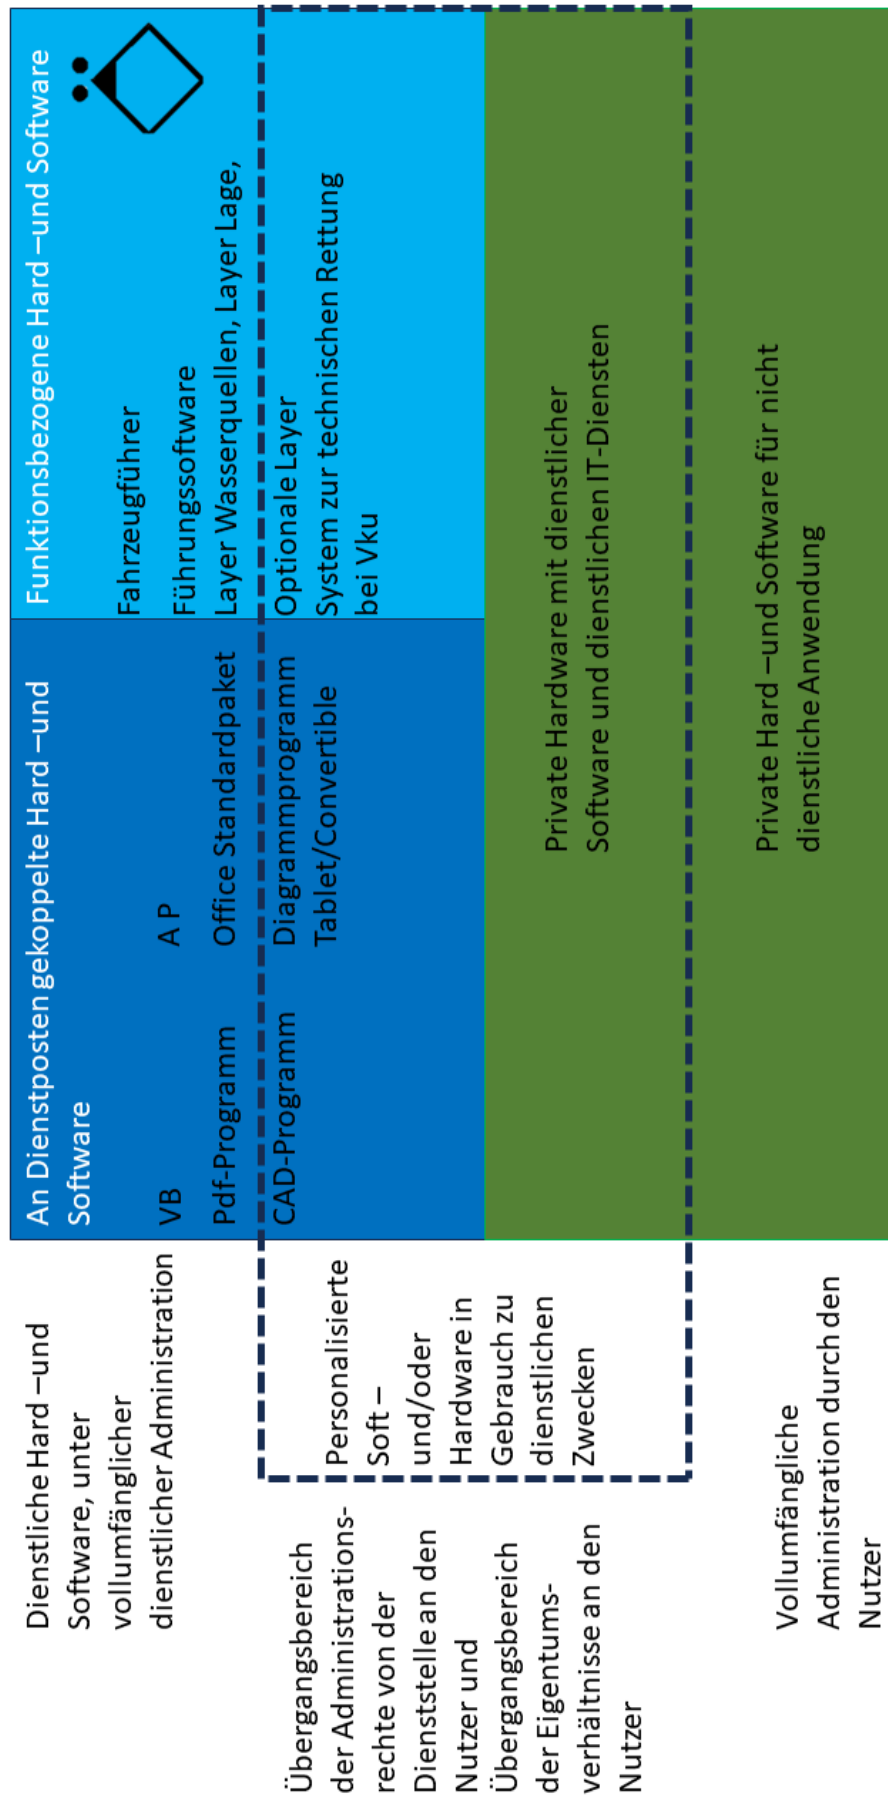 Dienstliche Hard –und
Software, unter
vollumfänglicher
dienstlicher Administration
Übergangsbereich
der Administrations-
rechte von der
Dienststelle an den
Nutzer und
Übergangsbereich
der Eigentums-
verhältnisse an den
Nutzer
Vollumfängliche
Administration durch den
Nutzer
Personalisierte
Soft –
und/oder
Hardware in
Gebrauch zu
dienstlichen
Zwecken
An Dienstposten gekoppelte Hard –und
Software
VB
A P
Pdf-Programm
Office Standardpaket
CAD-Programm
Diagrammprogramm
Tablet/Convertible
Funktionsbezogene Hard –und Software
Fahrzeugführer
Führungssoftware
Layer Wasserquellen, Layer Lage,
Optionale Layer
System zur technischen Rettung
bei Vku
Private Hardware mit dienstlicher
Software und dienstlichen IT-Diensten
Private Hard –und Software für nicht
dienstliche Anwendung